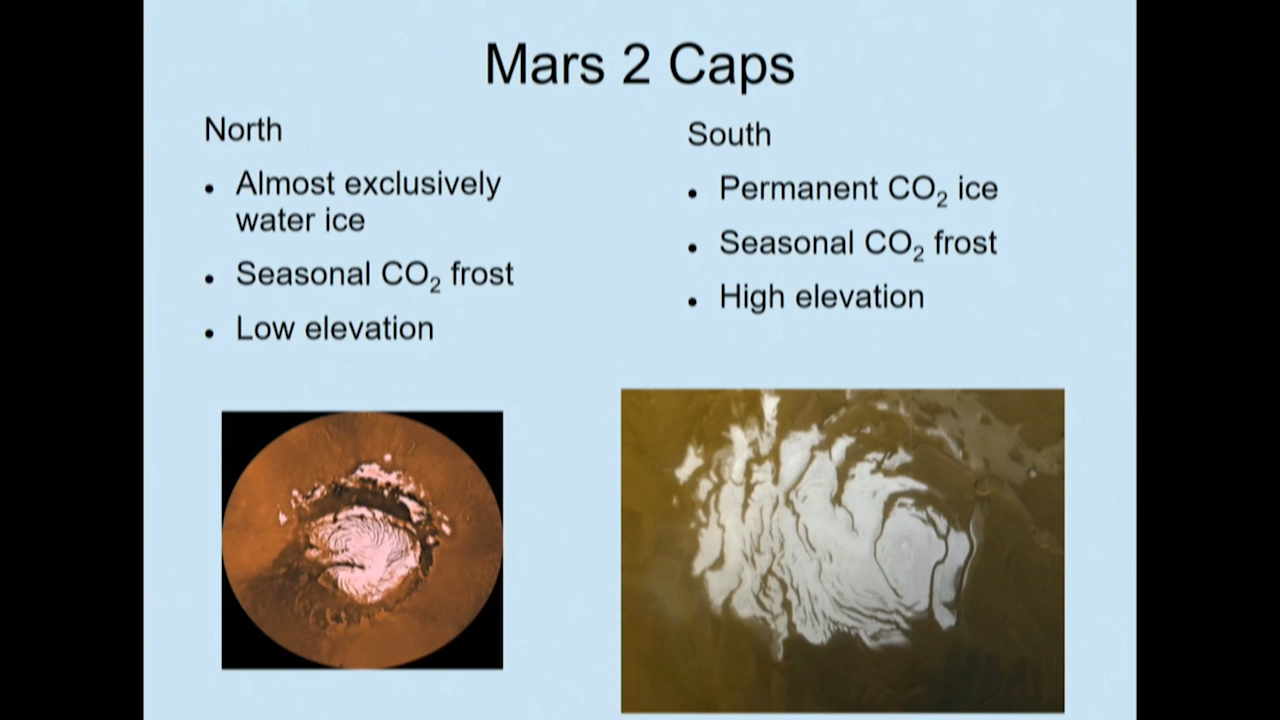 Mars 2 Caps
North
• Almost exclusively
water ice
• Seasonal CO₂ frost
• Low elevation
South
• Permanent CO₂ ice
• Seasonal CO₂ frost
• High elevation